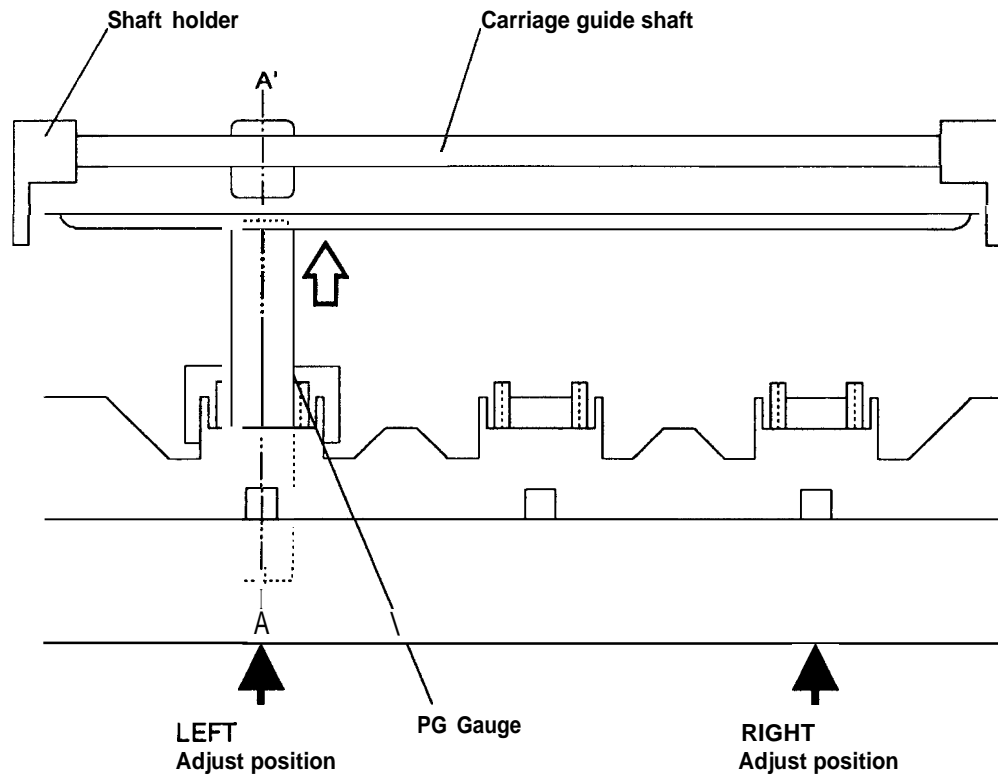 Shaft holder
Carriage guide shaft
A'
A
LEFT
Adjust position
PG Gauge
RIGHT
Adjust position